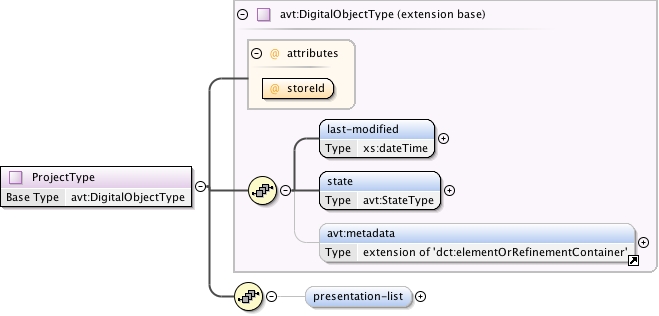 avt:DigitalObjectType (extension base)
@ attributes
@ storeId
last-modified
Type xs:dateTime
ProjectType
Base Type avt:DigitalObjectType
state
Type avt:StateType
avt:metadata
Type extension of 'dct:elementOrRefinementContainer'
presentation-list